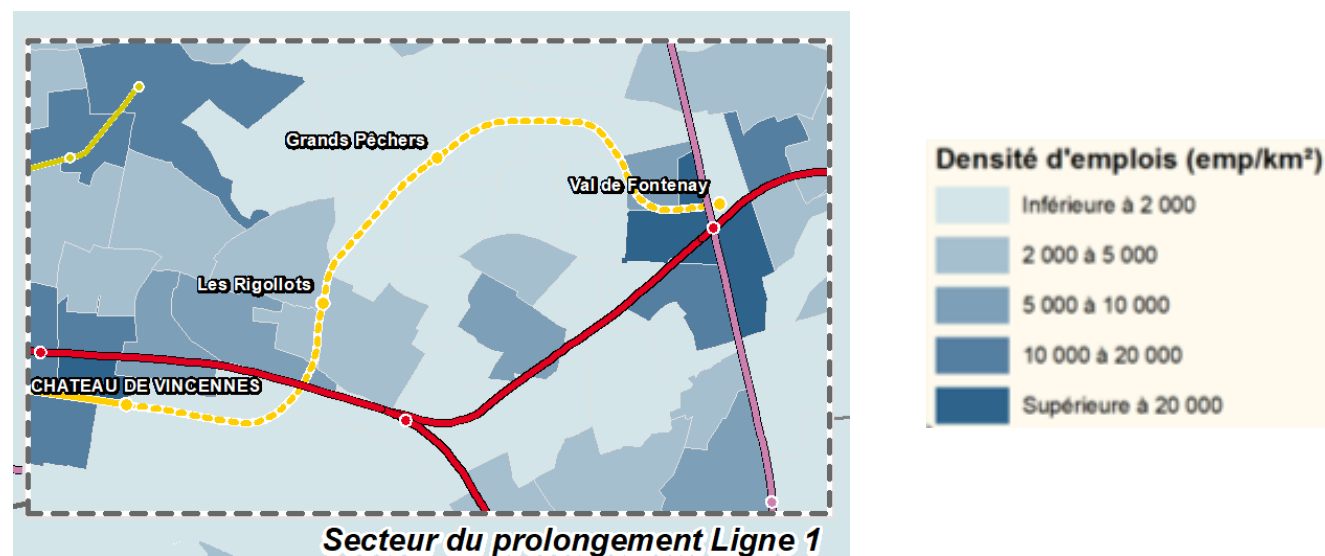 Grands Pêchers
Val de Fontenay
Les Rigollots
CHATEAU DE VINCENNES
Secteur du prolongement Ligne 1
Densité d'emplois (emp/km²)
Inférieure à 2 000
2 000 à 5 000
5 000 à 10 000
10 000 à 20 000
Supérieure à 20 000